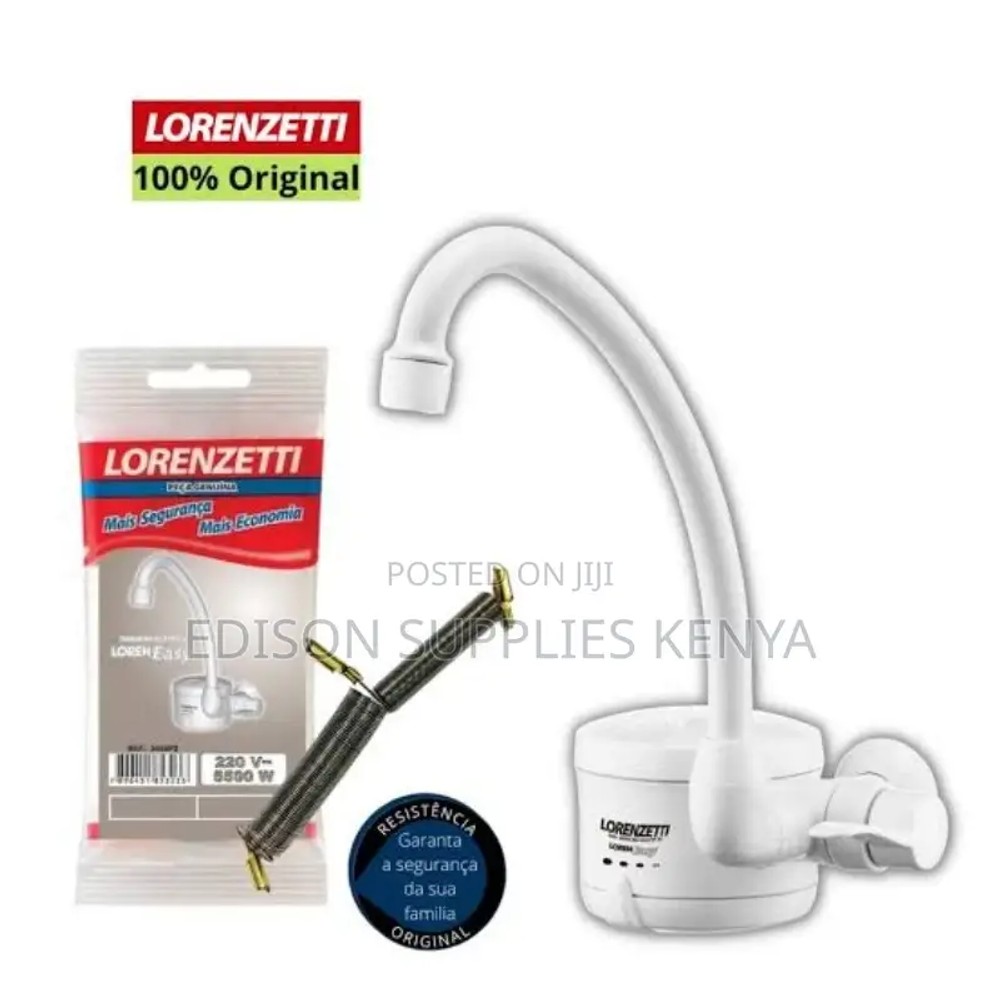 LORENZETTI
100% Original
LORENZETTI
PEÇA GENUÍNA
Mais Segurança
Mais Economia
LOREN Easy
220 V~
5500 W
POSTED ON JIJI
EDISON SUPPLIES KENYA
RESISTÊNCIA
Garanta
a segurança
da sua
familia
ORIGINAL
LORENZETTI
LOREN Easy